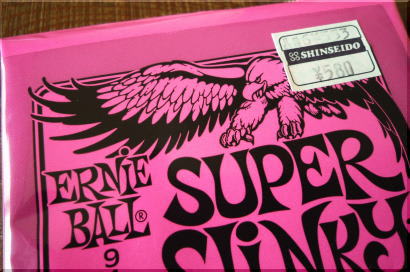 SHINSEIDO
¥580
ERNIE
BALL®
SUPER
SLINKY
9